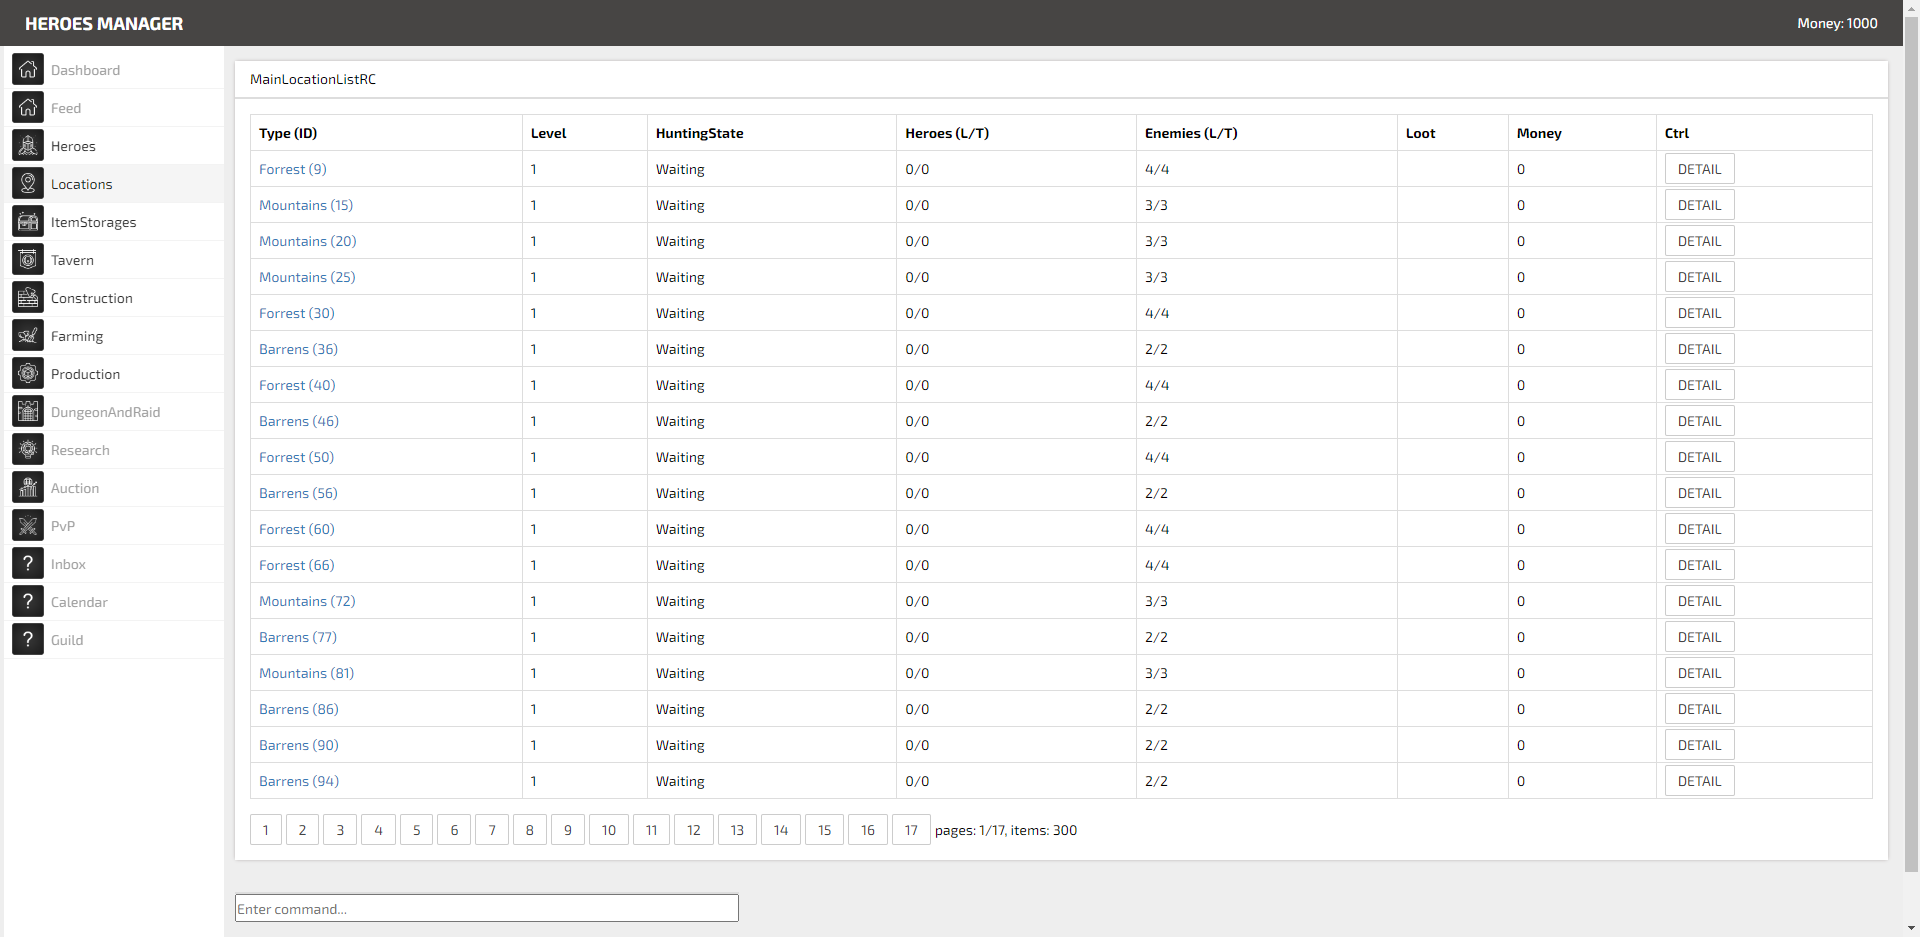 HEROES MANAGER
Money: 1000
Dashboard
Feed
Heroes
Locations
ItemStorages
Tavern
Construction
Farming
Production
DungeonAndRaid
Research
Auction
PvP
? Inbox
? Calendar
? Guild
MainLocationListRC
Type (ID) Level HuntingState Heroes (L/T) Enemies (L/T) Loot Money Ctrl
Forrest (9) 1 Waiting 0/0 4/4 0 DETAIL
Mountains (15) 1 Waiting 0/0 3/3 0 DETAIL
Mountains (20) 1 Waiting 0/0 3/3 0 DETAIL
Mountains (25) 1 Waiting 0/0 3/3 0 DETAIL
Forrest (30) 1 Waiting 0/0 4/4 0 DETAIL
Barrens (36) 1 Waiting 0/0 2/2 0 DETAIL
Forrest (40) 1 Waiting 0/0 4/4 0 DETAIL
Barrens (46) 1 Waiting 0/0 2/2 0 DETAIL
Forrest (50) 1 Waiting 0/0 4/4 0 DETAIL
Barrens (56) 1 Waiting 0/0 2/2 0 DETAIL
Forrest (60) 1 Waiting 0/0 4/4 0 DETAIL
Forrest (66) 1 Waiting 0/0 4/4 0 DETAIL
Mountains (72) 1 Waiting 0/0 3/3 0 DETAIL
Barrens (77) 1 Waiting 0/0 2/2 0 DETAIL
Mountains (81) 1 Waiting 0/0 3/3 0 DETAIL
Barrens (86) 1 Waiting 0/0 2/2 0 DETAIL
Barrens (90) 1 Waiting 0/0 2/2 0 DETAIL
Barrens (94) 1 Waiting 0/0 2/2 0 DETAIL
1 2 3 4 5 6 7 8 9 10 11 12 13 14 15 16 17 pages: 1/17, items: 300
Enter command...